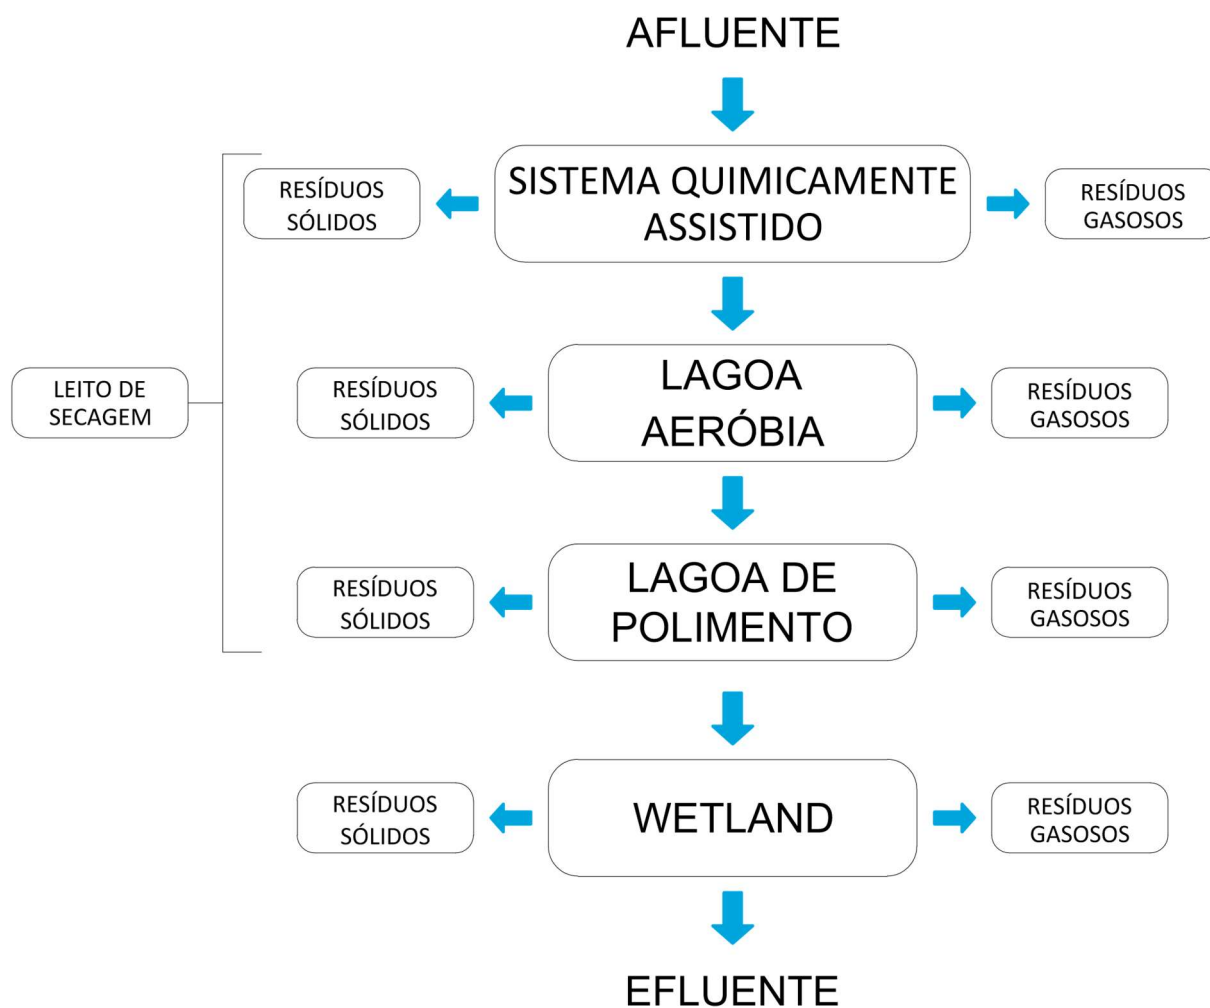 AFLUENTE
RESÍDUOS
SÓLIDOS
SISTEMA QUIMICAMENTE
ASSISTIDO
RESÍDUOS
GASOSOS
LEITO DE
SECAGEM
RESÍDUOS
SÓLIDOS
LAGOA
AERÓBIA
RESÍDUOS
GASOSOS
RESÍDUOS
SÓLIDOS
LAGOA DE
POLIMENTO
RESÍDUOS
GASOSOS
RESÍDUOS
SÓLIDOS
WETLAND
RESÍDUOS
GASOSOS
EFLUENTE